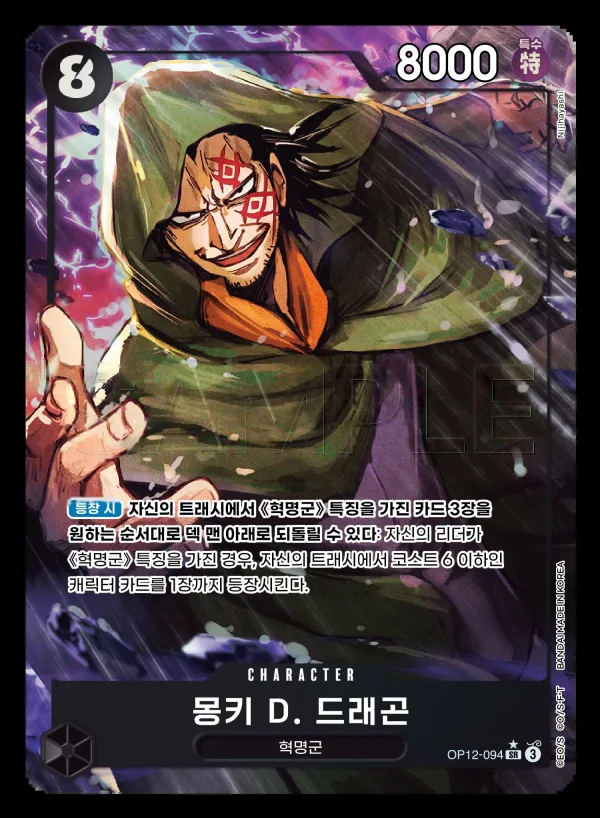 8
8000
특수
特
Nijihayashi
SAMPLE
등장 시 자신의 트래시에서 《혁명군》 특징을 가진 카드 3장을
원하는 순서대로 덱 맨 아래로 되돌릴 수 있다: 자신의 리더가
《혁명군》 특징을 가진 경우, 자신의 트래시에서 코스트 6 이하인
캐릭터 카드를 1장까지 등장시킨다.
CHARACTER
몽키 D. 드래곤
혁명군
OP12-094 SR 3
©EO/S ©O/S·F·T BANDAI MADE IN KOREA